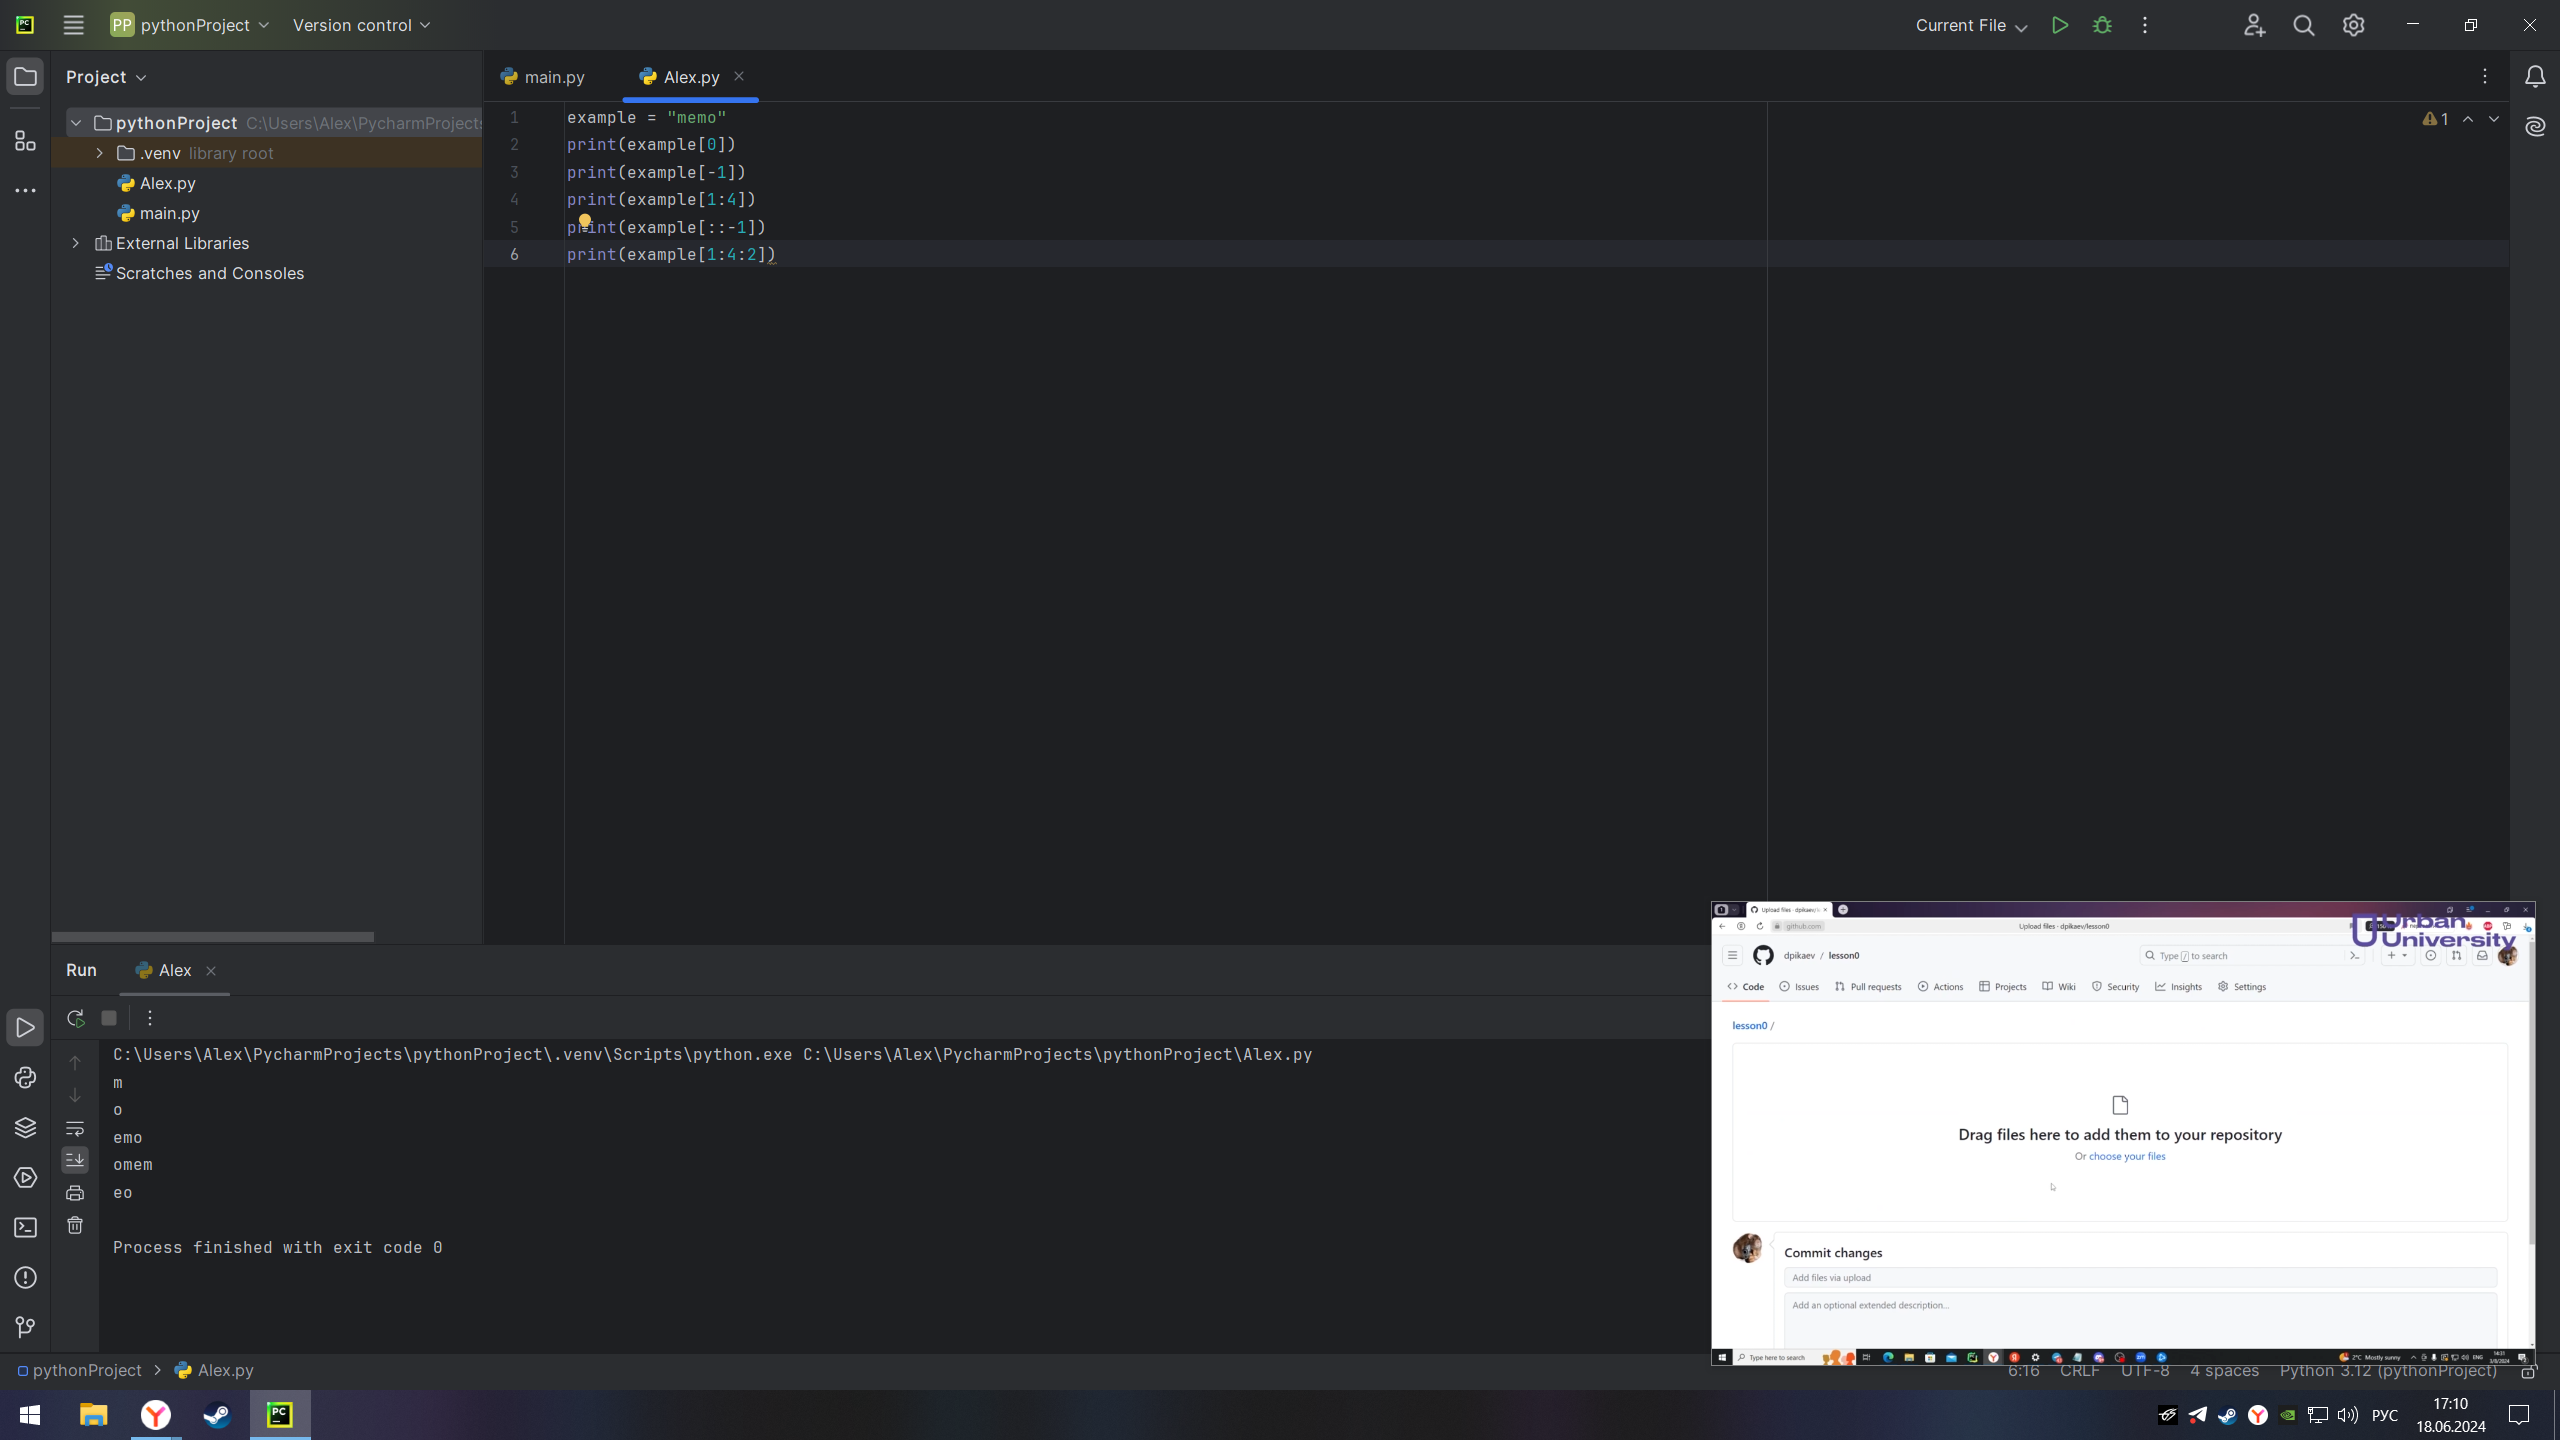 PC
PP pythonProject
Version control
Current File
Project
main.py
Alex.py
pythonProject C:\Users\Alex\PycharmProjects
.venv library root
Alex.py
main.py
External Libraries
Scratches and Consoles
1 example = "memo"
2 print(example[0])
3 print(example[-1])
4 print(example[1:4])
5 print(example[::-1])
6 print(example[1:4:2])
1
Run
Alex
C:\Users\Alex\PycharmProjects\pythonProject\.venv\Scripts\python.exe C:\Users\Alex\PycharmProjects\pythonProject\Alex.py
m
o
emo
omem
eo
Process finished with exit code 0
github.com
Upload files · dpikaev/lesson0
Urban
University
dpikaev / lesson0
Type / to search
Code
Issues
Pull requests
Actions
Projects
Wiki
Security
Insights
Settings
lesson0 /
Drag files here to add them to your repository
Or choose your files
Commit changes
Add files via upload
Add an optional extended description...
Type here to search
2°C Mostly sunny
ENG
pythonProject
Alex.py
6:16
CRLF
UTF-8
4 spaces
Python 3.12 (pythonProject)
PC
РУС
17:10
18.06.2024